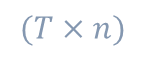 (T × n)